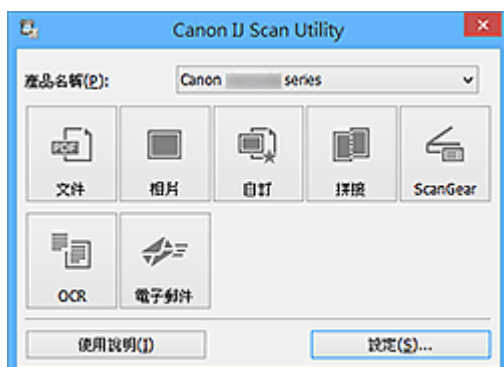 Canon IJ Scan Utility
產品名稱(P): Canon series
文件 相片 自訂 拼接 ScanGear
OCR 電子郵件
使用說明(I) 設定(S)...